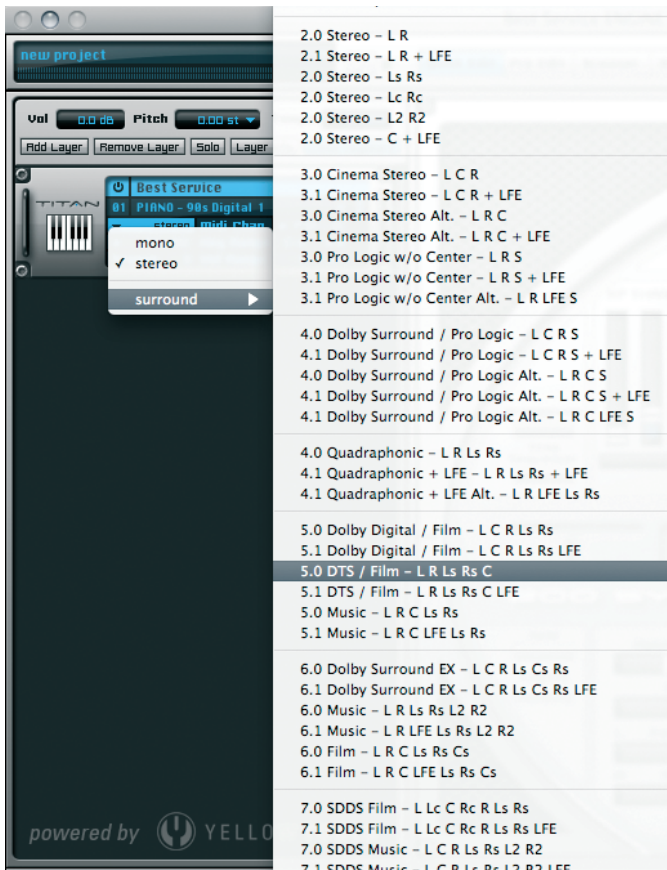 new project
Vol 0.0 dB Pitch 0.00 st
Add Layer Remove Layer Solo Layer
TITAN
Best Service
01 PIANO - 90s Digital 1
stereo Midi Chan
mono
✓ stereo
surround
2.0 Stereo – L R
2.1 Stereo – L R + LFE
2.0 Stereo – Ls Rs
2.0 Stereo – Lc Rc
2.0 Stereo – L2 R2
2.0 Stereo – C + LFE
3.0 Cinema Stereo – L C R
3.1 Cinema Stereo – L C R + LFE
3.0 Cinema Stereo Alt. – L R C
3.1 Cinema Stereo Alt. – L R C + LFE
3.0 Pro Logic w/o Center – L R S
3.1 Pro Logic w/o Center – L R S + LFE
3.1 Pro Logic w/o Center Alt. – L R LFE S
4.0 Dolby Surround / Pro Logic – L C R S
4.1 Dolby Surround / Pro Logic – L C R S + LFE
4.0 Dolby Surround / Pro Logic Alt. – L R C S
4.1 Dolby Surround / Pro Logic Alt. – L R C S + LFE
4.1 Dolby Surround / Pro Logic Alt. – L R C LFE S
4.0 Quadraphonic – L R Ls Rs
4.1 Quadraphonic + LFE – L R Ls Rs + LFE
4.1 Quadraphonic + LFE Alt. – L R LFE Ls Rs
5.0 Dolby Digital / Film – L C R Ls Rs
5.1 Dolby Digital / Film – L C R Ls Rs LFE
5.0 DTS / Film – L R Ls Rs C
5.1 DTS / Film – L R Ls Rs C LFE
5.0 Music – L R C Ls Rs
5.1 Music – L R C LFE Ls Rs
6.0 Dolby Surround EX – L C R Ls Cs Rs
6.1 Dolby Surround EX – L C R Ls Cs Rs LFE
6.0 Music – L R Ls Rs L2 R2
6.1 Music – L R LFE Ls Rs L2 R2
6.0 Film – L R C Ls Rs Cs
6.1 Film – L R C LFE Ls Rs Cs
7.0 SDDS Film – L Lc C Rc R Ls Rs
7.1 SDDS Film – L Lc C Rc R Ls Rs LFE
7.0 SDDS Music – L C R Ls Rs L2 R2
7.1 SDDS Music – L C R Ls Rs L2 R2 LFE
powered by YELLO